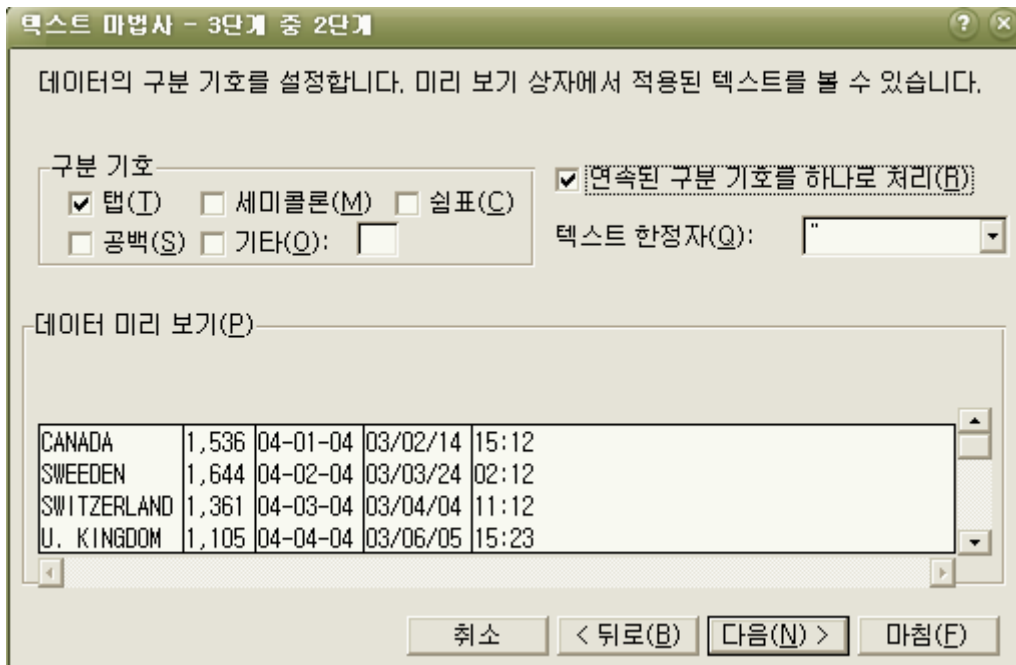 텍스트 마법사 - 3단계 중 2단계
데이터의 구분 기호를 설정합니다. 미리 보기 상자에서 적용된 텍스트를 볼 수 있습니다.
구분 기호
탭(T) 세미콜론(M) 쉼표(C)
공백(S) 기타(O):
연속된 구분 기호를 하나로 처리(R)
텍스트 한정자(Q): "
데이터 미리 보기(P)
CANADA 1,536 04-01-04 03/02/14 15:12
SWEEDEN 1,644 04-02-04 03/03/24 02:12
SWITZERLAND 1,361 04-03-04 03/04/04 11:12
U. KINGDOM 1,105 04-04-04 03/06/05 15:23
취소 < 뒤로(B) 다음(N) > 마침(F)